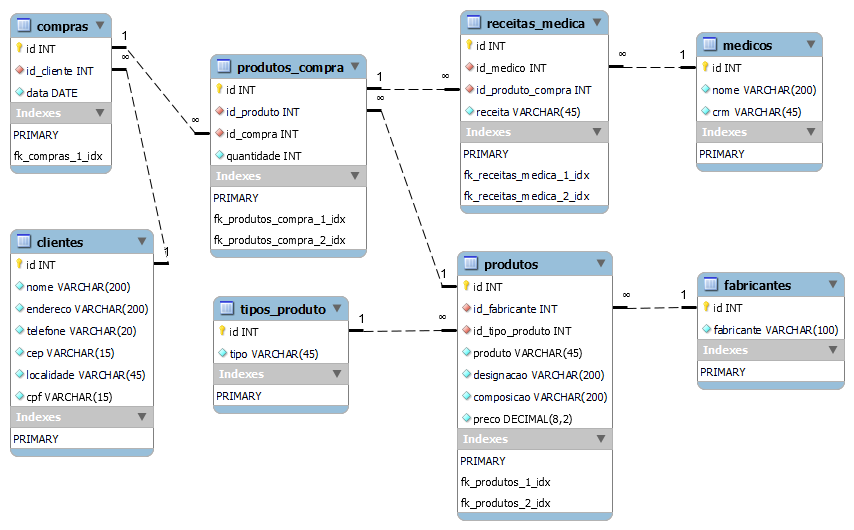 compras
id INT
id_cliente INT
data DATE
Indexes
PRIMARY
fk_compras_1_idx
1
∞
∞
produtos_compra
id INT
id_produto INT
id_compra INT
quantidade INT
Indexes
PRIMARY
fk_produtos_compra_1_idx
fk_produtos_compra_2_idx
1
∞
∞
receitas_medica
id INT
id_medico INT
id_produto_compra INT
receita VARCHAR(45)
Indexes
PRIMARY
fk_receitas_medica_1_idx
fk_receitas_medica_2_idx
∞
1
medicos
id INT
nome VARCHAR(200)
crm VARCHAR(45)
Indexes
PRIMARY
clientes
id INT
nome VARCHAR(200)
endereco VARCHAR(200)
telefone VARCHAR(20)
cep VARCHAR(15)
localidade VARCHAR(45)
cpf VARCHAR(15)
Indexes
PRIMARY
1
tipos_produto
id INT
tipo VARCHAR(45)
Indexes
PRIMARY
1
∞
1
produtos
id INT
id_fabricante INT
id_tipo_produto INT
produto VARCHAR(45)
designacao VARCHAR(200)
composicao VARCHAR(200)
preco DECIMAL(8,2)
Indexes
PRIMARY
fk_produtos_1_idx
fk_produtos_2_idx
∞
1
fabricantes
id INT
fabricante VARCHAR(100)
Indexes
PRIMARY